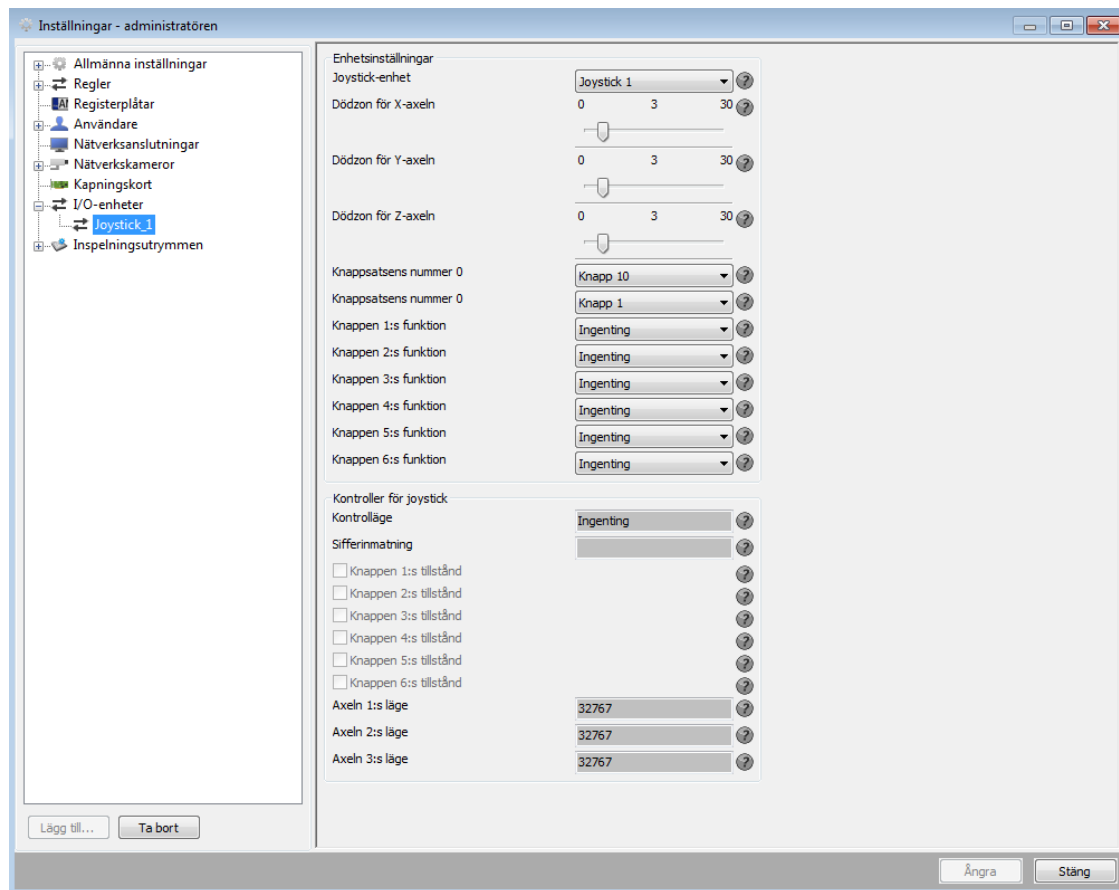 Inställningar - administratören
Allmänna inställningar
Regler
Registerplåtar
Användare
Nätverksanslutningar
Nätverkskameror
Kapningskort
I/O-enheter
Joystick_1
Inspelningsutrymmen
Lägg till...
Ta bort
Enhetsinställningar
Joystick-enhet Joystick 1
Dödzon för X-axeln 0 3 30
Dödzon för Y-axeln 0 3 30
Dödzon för Z-axeln 0 3 30
Knappsatsens nummer 0 Knapp 10
Knappsatsens nummer 0 Knapp 1
Knappen 1:s funktion Ingenting
Knappen 2:s funktion Ingenting
Knappen 3:s funktion Ingenting
Knappen 4:s funktion Ingenting
Knappen 5:s funktion Ingenting
Knappen 6:s funktion Ingenting
Kontroller för joystick
Kontrolläge Ingenting
Sifferinmatning
Knappen 1:s tillstånd
Knappen 2:s tillstånd
Knappen 3:s tillstånd
Knappen 4:s tillstånd
Knappen 5:s tillstånd
Knappen 6:s tillstånd
Axeln 1:s läge 32767
Axeln 2:s läge 32767
Axeln 3:s läge 32767
Ångra
Stäng